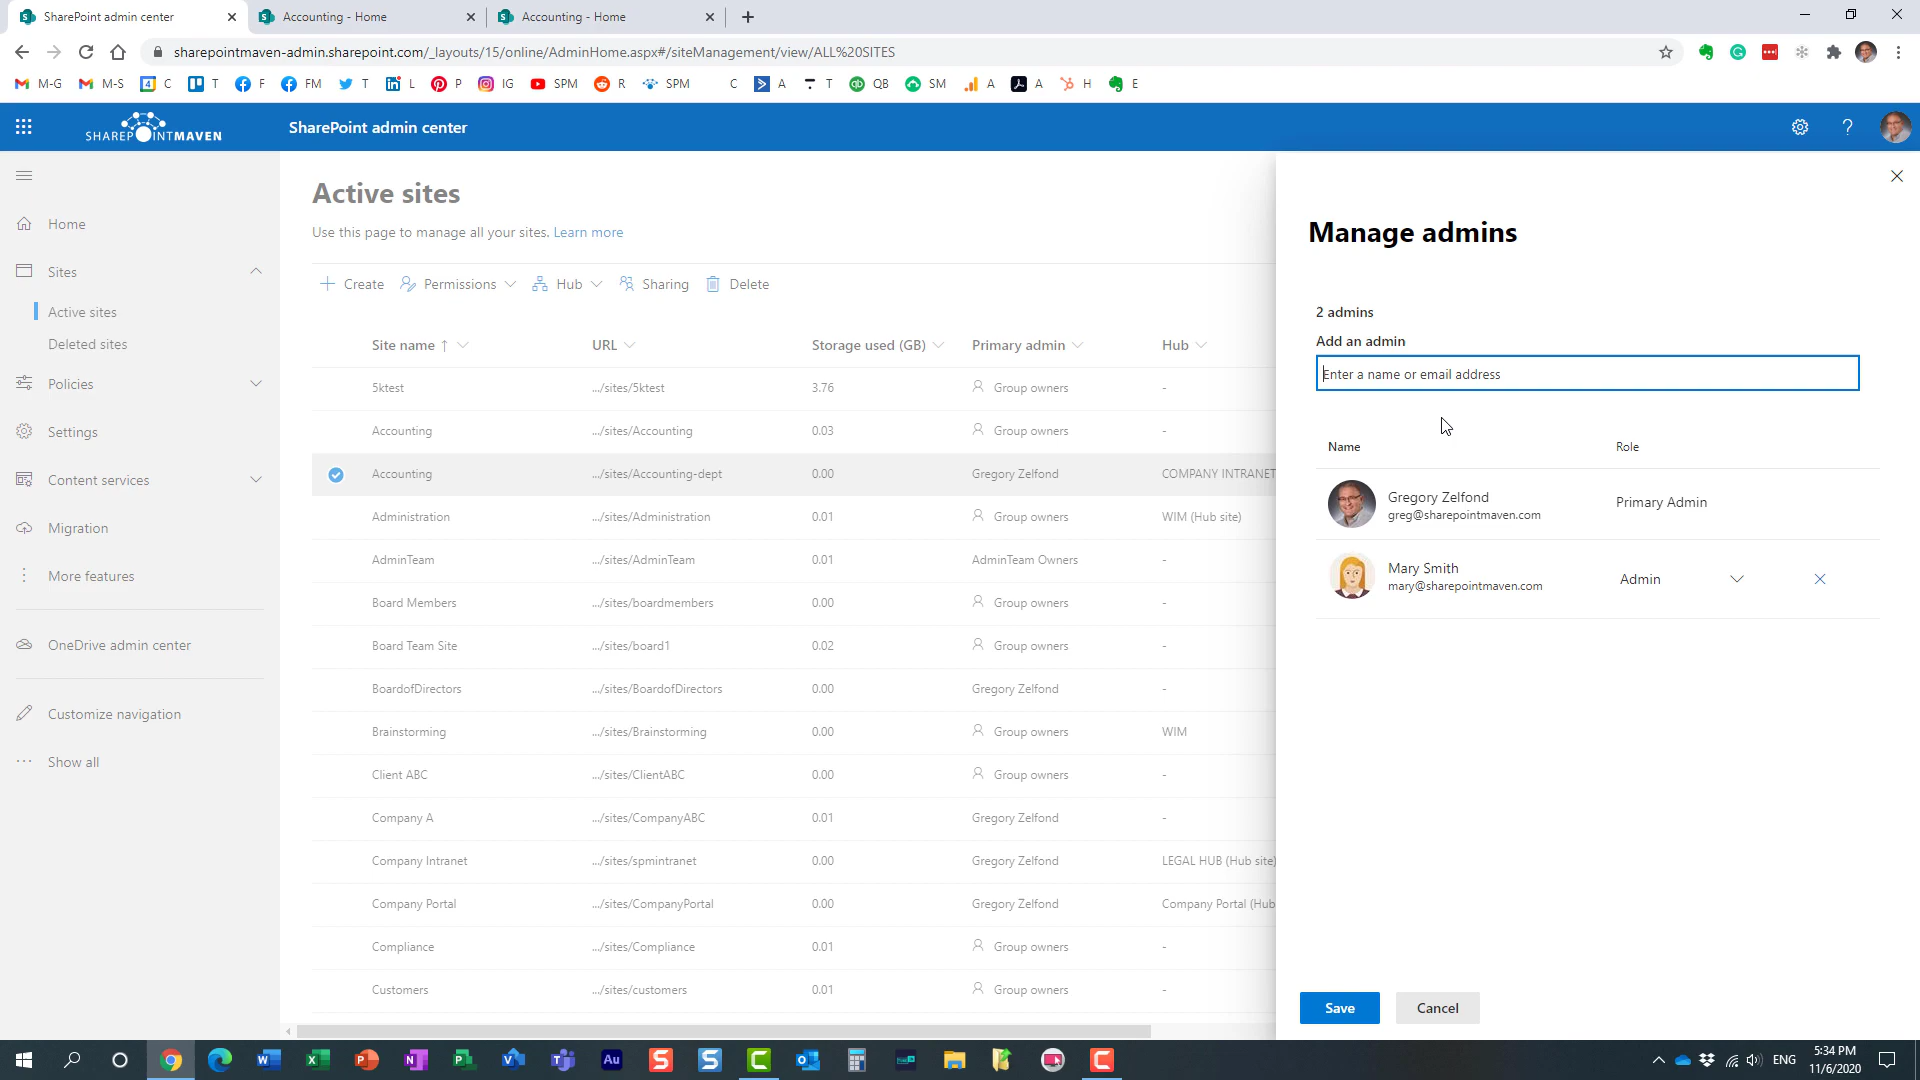 SharePoint admin center
Accounting - Home
Accounting - Home
sharepointmaven-admin.sharepoint.com/_layouts/15/online/AdminHome.aspx#/siteManagement/view/ALL%20SITES
M-G M-S C T F FM T L P IG SPM R SPM C A T QB SM A A H E
SHAREPOINTMAVEN
SharePoint admin center
Home
Sites
Active sites
Deleted sites
Policies
Settings
Content services
Migration
More features
OneDrive admin center
Customize navigation
Show all
Active sites
Use this page to manage all your sites. Learn more
Create Permissions Hub Sharing Delete
Site name ↑ URL Storage used (GB) Primary admin Hub
5ktest .../sites/5ktest 3.76 Group owners -
Accounting .../sites/Accounting 0.03 Group owners -
Accounting .../sites/Accounting-dept 0.00 Gregory Zelfond COMPANY INTRANET
Administration .../sites/Administration 0.01 Group owners WIM (Hub site)
AdminTeam .../sites/AdminTeam 0.01 AdminTeam Owners -
Board Members .../sites/boardmembers 0.00 Group owners -
Board Team Site .../sites/board1 0.02 Group owners -
BoardofDirectors .../sites/BoardofDirectors 0.00 Gregory Zelfond -
Brainstorming .../sites/Brainstorming 0.00 Group owners WIM
Client ABC .../sites/ClientABC 0.00 Group owners -
Company A .../sites/CompanyABC 0.01 Gregory Zelfond -
Company Intranet .../sites/spmintranet 0.00 Gregory Zelfond LEGAL HUB (Hub site)
Company Portal .../sites/CompanyPortal 0.00 Gregory Zelfond Company Portal (Hub
Compliance .../sites/Compliance 0.01 Group owners -
Customers .../sites/customers 0.01 Group owners -
Manage admins
2 admins
Add an admin
Enter a name or email address
Name Role
Gregory Zelfond
greg@sharepointmaven.com
Primary Admin
Mary Smith
mary@sharepointmaven.com
Admin
Save Cancel
ENG
5:34 PM
11/6/2020